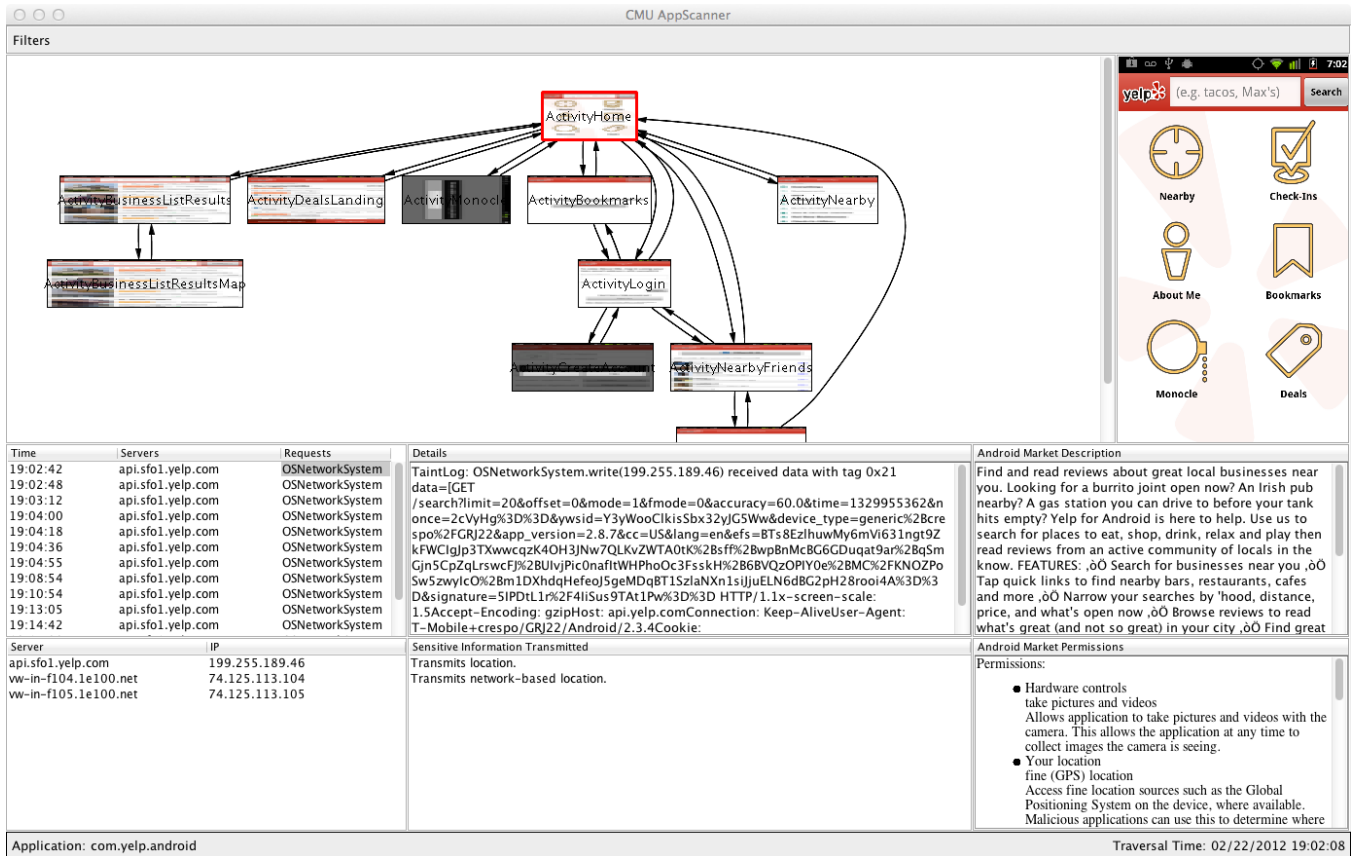 CMU AppScanner
Filters
ActivityHome
ActivityBusinessListResults
ActivityDealsLanding
ActivityMonocle
ActivityBookmarks
ActivityNearby
ActivityBusinessListResultsMap
ActivityLogin
ActivityCreateAccount
ActivityNearbyFriends
7:02
yelp
(e.g. tacos, Max's)
Search
Nearby
Check-Ins
About Me
Bookmarks
Monocle
Deals
Time Servers Requests
19:02:42 api.sfo1.yelp.com OSNetworkSystem
19:02:48 api.sfo1.yelp.com OSNetworkSystem
19:03:12 api.sfo1.yelp.com OSNetworkSystem
19:04:00 api.sfo1.yelp.com OSNetworkSystem
19:04:18 api.sfo1.yelp.com OSNetworkSystem
19:04:36 api.sfo1.yelp.com OSNetworkSystem
19:04:55 api.sfo1.yelp.com OSNetworkSystem
19:08:54 api.sfo1.yelp.com OSNetworkSystem
19:10:54 api.sfo1.yelp.com OSNetworkSystem
19:13:05 api.sfo1.yelp.com OSNetworkSystem
19:14:42 api.sfo1.yelp.com OSNetworkSystem
Details
TaintLog: OSNetworkSystem.write(199.255.189.46) received data with tag 0x21
data=[GET
/search?limit=20&offset=0&mode=1&fmode=0&accuracy=60.0&time=1329955362&n
once=2cVyHg%3D%3D&ywsid=Y3yWooClkisSbx32yJG5Ww&device_type=generic%2Bcre
spo%2FGRJ22&app_version=2.8.7&cc=US&lang=en&efs=BTs8EzlhuwMy6mVi631ngt9Z
kFWClgJp3TXwwcqzK4OH3JNw7QLKvZWTA0tK%2Bsff%2BwpBnMcBG6GDuqat9ar%2BqSm
Gjn5CpZqLrswcFJ%2BUlvjPic0nafItWHPhoOc3FsskH%2B6BVQzOPIY0e%2BMC%2FKNOZPo
Sw5zwyIcO%2Bm1DXhdqHefeoJ5geMDqBT1SzlaNXn1siJjuELN6dBG2pH28rooi4A%3D%3
D&signature=5IPDtL1r%2F4IiSus9TAt1Pw%3D%3D HTTP/1.1x-screen-scale:
1.5Accept-Encoding: gzipHost: api.yelp.comConnection: Keep-AliveUser-Agent:
T-Mobile+crespo/GRJ22/Android/2.3.4Cookie:
Android Market Description
Find and read reviews about great local businesses near
you. Looking for a burrito joint open now? An Irish pub
nearby? A gas station you can drive to before your tank
hits empty? Yelp for Android is here to help. Use us to
search for places to eat, shop, drink, relax and play then
read reviews from an active community of locals in the
know. FEATURES: ‚òÖ Search for businesses near you ‚òÖ
Tap quick links to find nearby bars, restaurants, cafes
and more ‚òÖ Narrow your searches by 'hood, distance,
price, and what's open now ‚òÖ Browse reviews to read
what's great (and not so great) in your city ‚òÖ Find great
Server IP
api.sfo1.yelp.com 199.255.189.46
vw-in-f104.1e100.net 74.125.113.104
vw-in-f105.1e100.net 74.125.113.105
Sensitive Information Transmitted
Transmits location.
Transmits network-based location.
Android Market Permissions
Permissions:
● Hardware controls
take pictures and videos
Allows application to take pictures and videos with the
camera. This allows the application at any time to
collect images the camera is seeing.
● Your location
fine (GPS) location
Access fine location sources such as the Global
Positioning System on the device, where available.
Malicious applications can use this to determine where
Application: com.yelp.android
Traversal Time: 02/22/2012 19:02:08